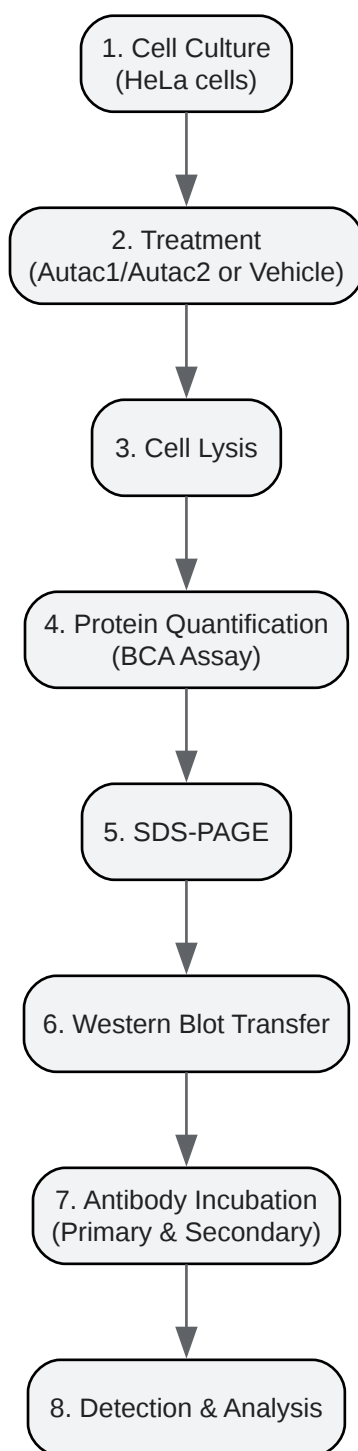 1. Cell Culture
(HeLa cells)
2. Treatment
(Autac1/Autac2 or Vehicle)
3. Cell Lysis
4. Protein Quantification
(BCA Assay)
5. SDS-PAGE
6. Western Blot Transfer
7. Antibody Incubation
(Primary & Secondary)
8. Detection & Analysis